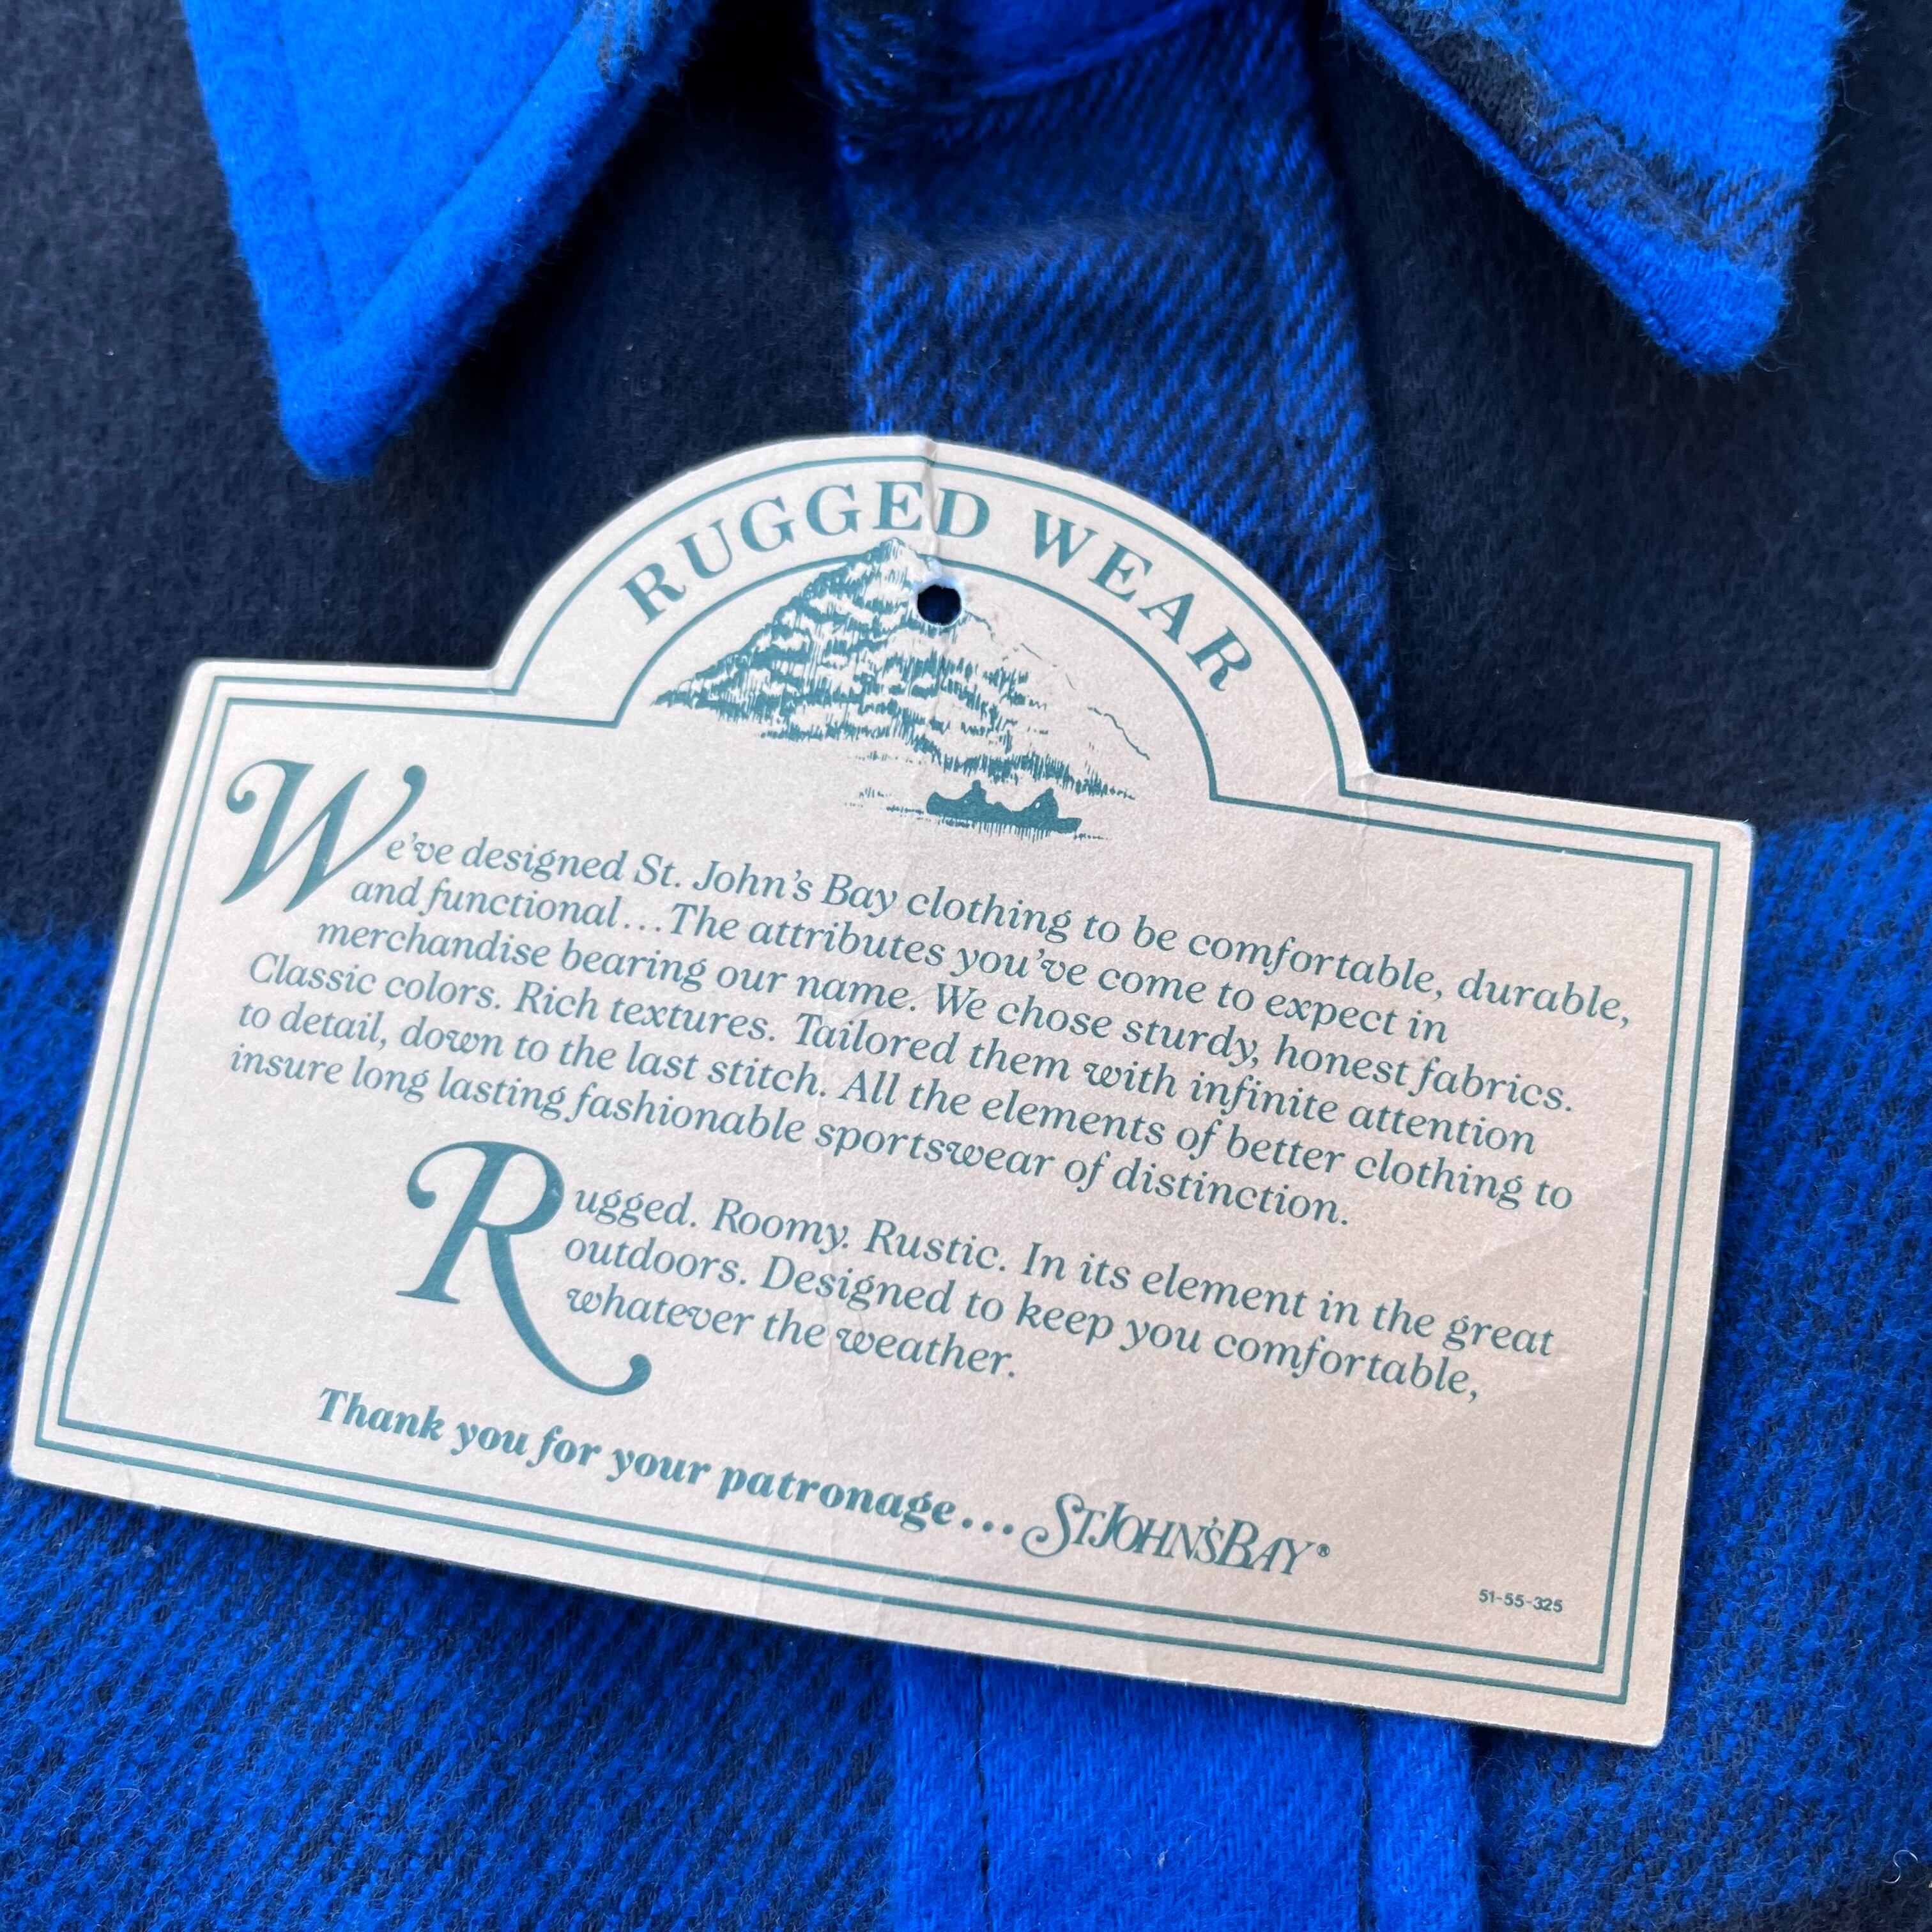 RUGGED WEAR
We've designed St. John's Bay clothing to be comfortable, durable,
and functional...The attributes you've come to expect in
merchandise bearing our name. We chose sturdy, honest fabrics.
Classic colors. Rich textures. Tailored them with infinite attention
to detail, down to the last stitch. All the elements of better clothing to
insure long lasting fashionable sportswear of distinction.
Rugged. Roomy. Rustic. In its element in the great
outdoors. Designed to keep you comfortable,
whatever the weather.
Thank you for your patronage... ST. JOHN'S BAY®
51-55-325